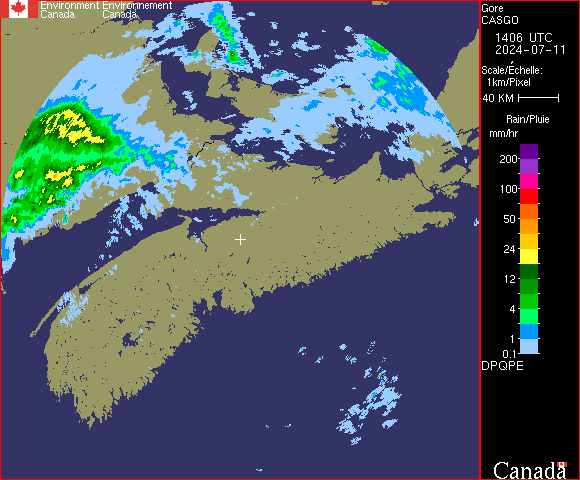 Environment Environnement
Canada Canada
Gore
CASGO
1406 UTC
2024-07-11
Scale/Echelle:
1km/Pixel
40 KM
Rain/Pluie
mm/hr
200
100
50
24
12
4
1
0.1
DPQPE
Canada